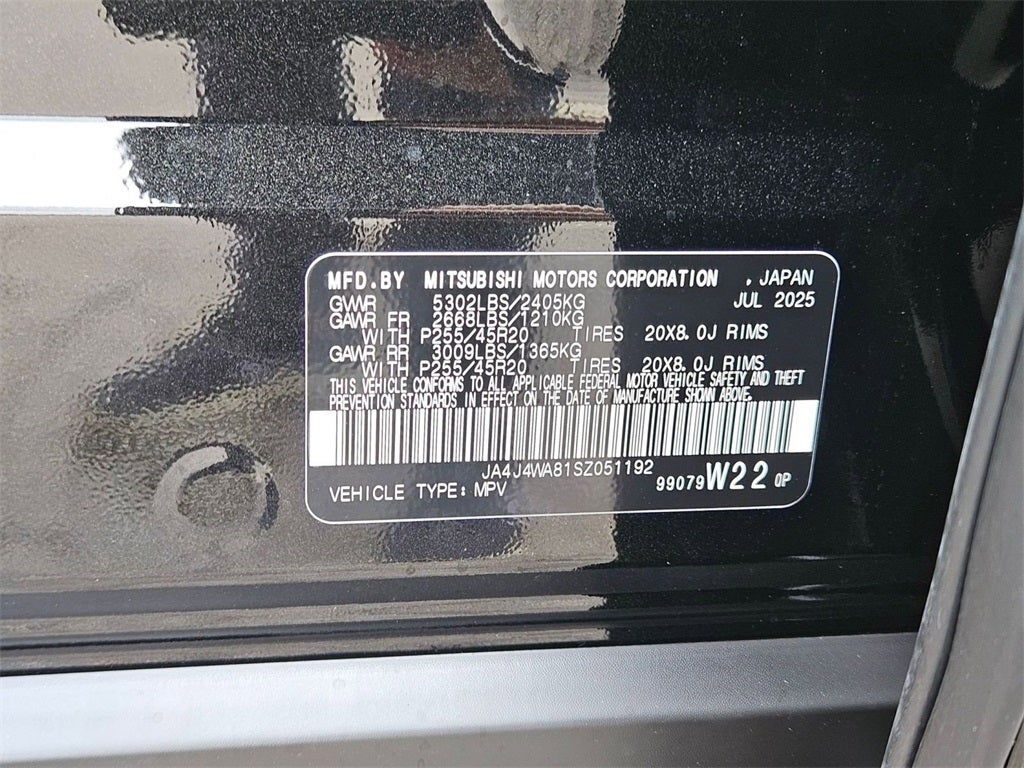 MFD.BY MITSUBISHI MOTORS CORPORATION , JAPAN
GVWR 5302LBS/2405KG JUL 2025
GAWR FR 2668LBS/1210KG
WITH P255/45R20 TIRES 20X8.0J RIMS
GAWR RR 3009LBS/1365KG
WITH P255/45R20 TIRES 20X8.0J RIMS
THIS VEHICLE CONFORMS TO ALL APPLICABLE FEDERAL MOTOR VEHICLE SAFETY AND THEFT
PREVENTION STANDARDS IN EFFECT ON THE DATE OF MANUFACTURE SHOWN ABOVE.
JA4J4WA81SZ051192
VEHICLE TYPE: MPV 99079W22 QP